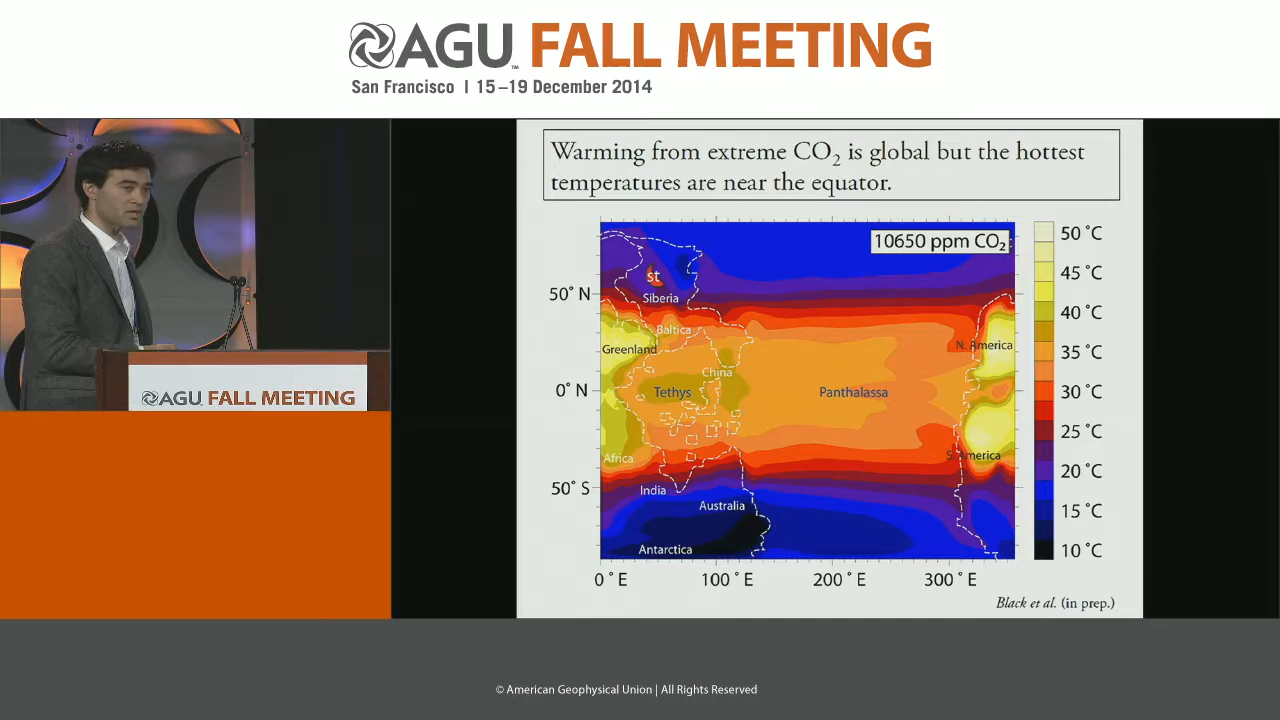 AGU FALL MEETING
San Francisco | 15–19 December 2014
Warming from extreme CO₂ is global but the hottest
temperatures are near the equator.
10650 ppm CO₂
50 °C
45 °C
40 °C
35 °C
30 °C
25 °C
20 °C
15 °C
10 °C
50 ° N
0 ° N
50 ° S
st
Siberia
Baltica
Greenland
N. America
China
Tethys
Panthalassa
Africa
S. America
India
Australia
Antarctica
0 ° E
100 ° E
200 ° E
300 ° E
Black et al. (in prep.)
AGU FALL MEETING
© American Geophysical Union | All Rights Reserved